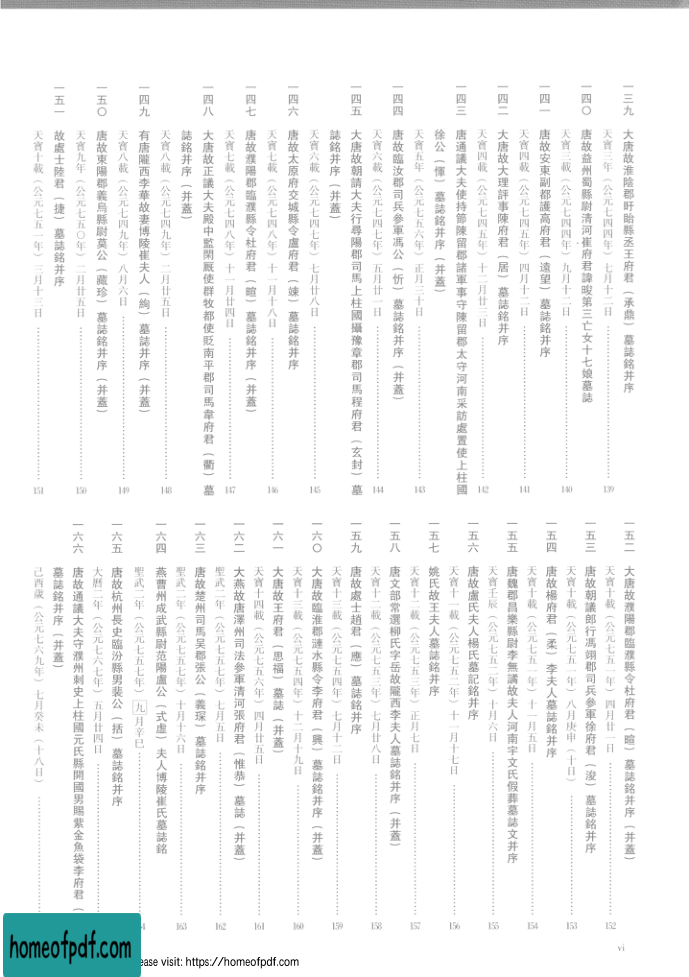 一三九 大唐故淮陰郡盱眙縣丞王府君（承鼎）墓誌銘并序
天寶三年（公元七四四年）七月十二日 139
一四〇 唐故益州蜀縣尉清河崔府君諱晙第三亡女十七娘墓誌
天寶三載（公元七四四年）九月十二日 140
一四一 唐故安東副都護高府君（遠望）墓誌銘并序
天寶四載（公元七四五年）四月十二日 141
一四二 大唐故大理評事陳府君（居）墓誌銘并序
天寶四載（公元七四五年）十二月廿三日 142
一四三 唐通議大夫使持節陳留郡諸軍事守陳留郡太守河南采訪處置使上柱國
徐公（惲）墓誌銘并序（并蓋）
天寶五年（公元七五六年）正月三十日 143
一四四 唐故臨汝郡司兵參軍馮公（忻）墓誌銘并序（并蓋）
天寶六載（公元七四七年）五月廿二日 144
一四五 大唐故朝請大夫行尋陽郡司馬上柱國攝豫章郡司馬程府君（玄封）墓
誌銘并序（并蓋）
天寶六載（公元七四七年）七月廿八日 145
一四六 唐故太原府交城縣令盧府君（竦）墓誌銘并序
天寶七載（公元七四八年）十一月十八日 146
一四七 唐故濮陽郡臨濮縣令杜府君（暄）墓誌銘并序（并蓋）
天寶七載（公元七四八年）十二月廿四日 147
一四八 大唐故正議大夫殿中監閑厩使群牧都使貶南平郡司馬韋府君（衢）墓
誌銘并序（并蓋）
天寶八載（公元七四九年）二月廿五日 148
一四九 有唐隴西李華故妻博陵崔夫人（絢）墓誌并序（并蓋）
天寶八載（公元七四九年）八月六日 149
一五〇 唐故東陽郡義烏縣尉莫公（藏珍）墓誌銘并序（并蓋）
天寶九年（公元七五〇年）二月廿五日 150
一五一 故處士陸君（捷）墓誌銘并序
天寶十載（公元七五一年）三月十三日 151
一五二 大唐故濮陽郡臨濮縣令杜府君（暄）墓誌銘并序（并蓋）
天寶十載（公元七五一年）四月廿一日 152
一五三 唐故朝議郎行馮翊郡司兵參軍徐府君（浚）墓誌銘并序
天寶十載（公元七五一年）八月庚申（十日） 153
一五四 唐故楊府君（柔）李夫人墓誌銘并序
天寶十載（公元七五一年）十一月五日 154
一五五 唐魏郡昌樂縣尉李無譎故夫人河南宇文氏假葬墓誌文并序
天寶壬辰（公元七五二年）十月六日 155
一五六 唐故盧氏夫人楊氏墓記銘并序
天寶十一載（公元七五二年）十一月十七日 156
一五七 姚氏故王夫人墓誌銘并序
天寶十二載（公元七五三年）正月七日 157
一五八 唐文部常選柳氏字岳故隴西李夫人墓誌銘并序（并蓋）
天寶十二載（公元七五三年）七月廿八日 158
一五九 唐故處士趙君（應）墓誌銘并序
天寶十三載（公元七五四年）七月十二日 159
一六〇 大唐故臨淮郡漣水縣令李府君（興）墓誌銘并序（并蓋）
天寶十三載（公元七五四年）十二月十九日 160
一六一 大唐故王府君（思福）墓誌（并蓋）
天寶十四載（公元七五六年）四月廿五日 161
一六二 大燕故唐澤州司法參軍清河張府君（惟恭）墓誌（并蓋）
聖武二年（公元七五七年）七月五日 162
一六三 唐故楚州司馬吳郡張公（義琛）墓誌銘并序
聖武二年（公元七五七年）十月十六日 163
一六四 燕曹州成武縣尉范陽盧公（式虛）夫人博陵崔氏墓誌銘
聖武二年（公元七五七年）九月辛巳
一六五 唐故杭州長史臨汾縣男裴公（括）墓誌銘并序
大曆二年（公元七六七年）五月廿四日
一六六 唐故通議大夫守濮州刺史上柱國元氏縣開國男賜紫金魚袋李府君（
墓誌銘并序（并蓋）
己酉歲（公元七六九年）七月癸未（十八日）
vi
homeofpdf.com
ease visit: https://homeofpdf.com